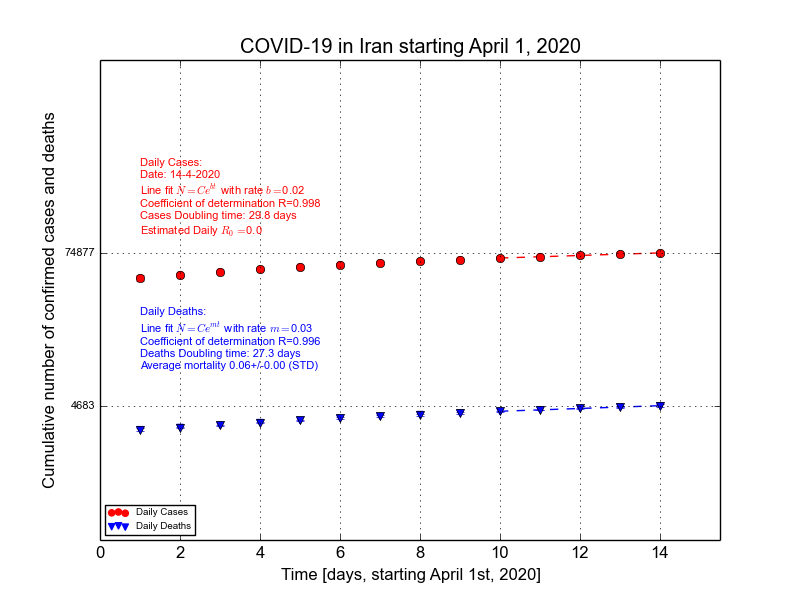 COVID-19 in Iran starting April 1, 2020
Cumulative number of confirmed cases and deaths
Daily Cases:
Date: 14-4-2020
Line fit N = Ce^{bt} with rate b = 0.02
Coefficient of determination R=0.998
Cases Doubling time: 29.8 days
Estimated Daily R_0 = 0.0
74877
Daily Deaths:
Line fit N = Ce^{mt} with rate m = 0.03
Coefficient of determination R=0.996
Deaths Doubling time: 27.3 days
Average mortality 0.06+/-0.00 (STD)
4683
Daily Cases
Daily Deaths
0 2 4 6 8 10 12 14
Time [days, starting April 1st, 2020]